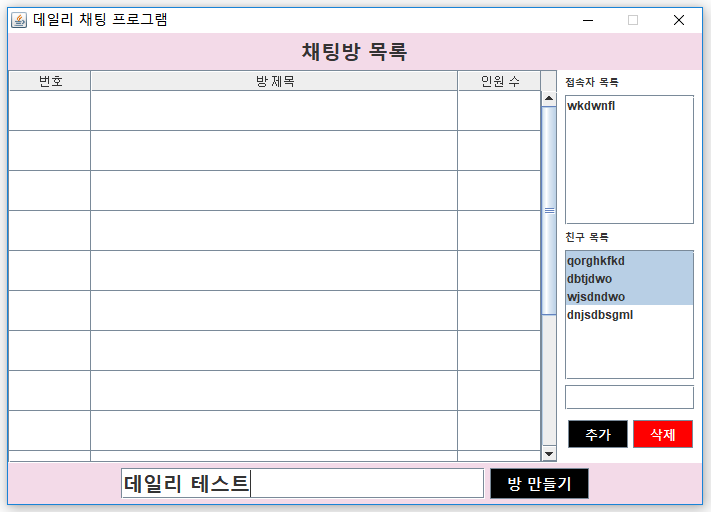 데일리 채팅 프로그램
채팅방 목록
번호 방 제목 인원 수
접속자 목록
wkdwnfl
친구 목록
qorghkfkd
dbtjdwo
wjsdndwo
dnjsdbsgml
추가 삭제
데일리 테스트 방 만들기